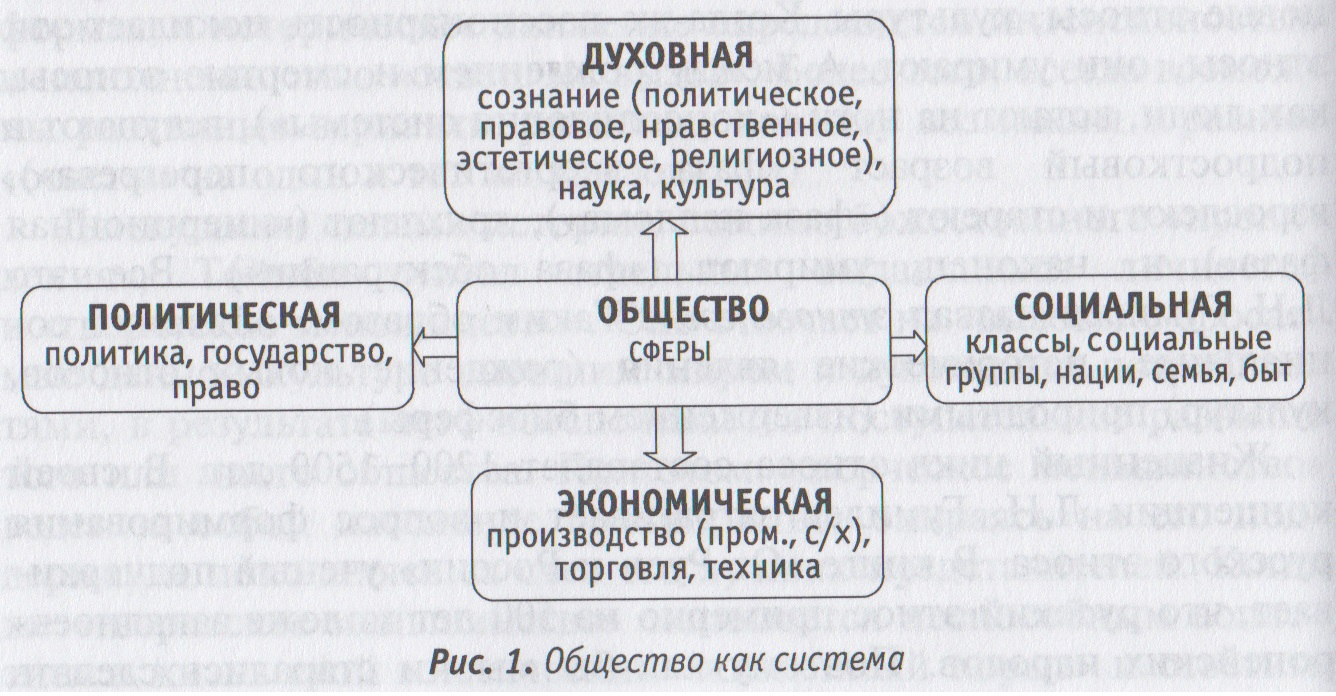 ДУХОВНАЯ
сознание (политическое,
правовое, нравственное,
эстетическое, религиозное),
наука, культура
ПОЛИТИЧЕСКАЯ
политика, государство,
право
ОБЩЕСТВО
СФЕРЫ
СОЦИАЛЬНАЯ
классы, социальные
группы, нации, семья, быт
ЭКОНОМИЧЕСКАЯ
производство (пром., с/х),
торговля, техника
Рис. 1. Общество как система